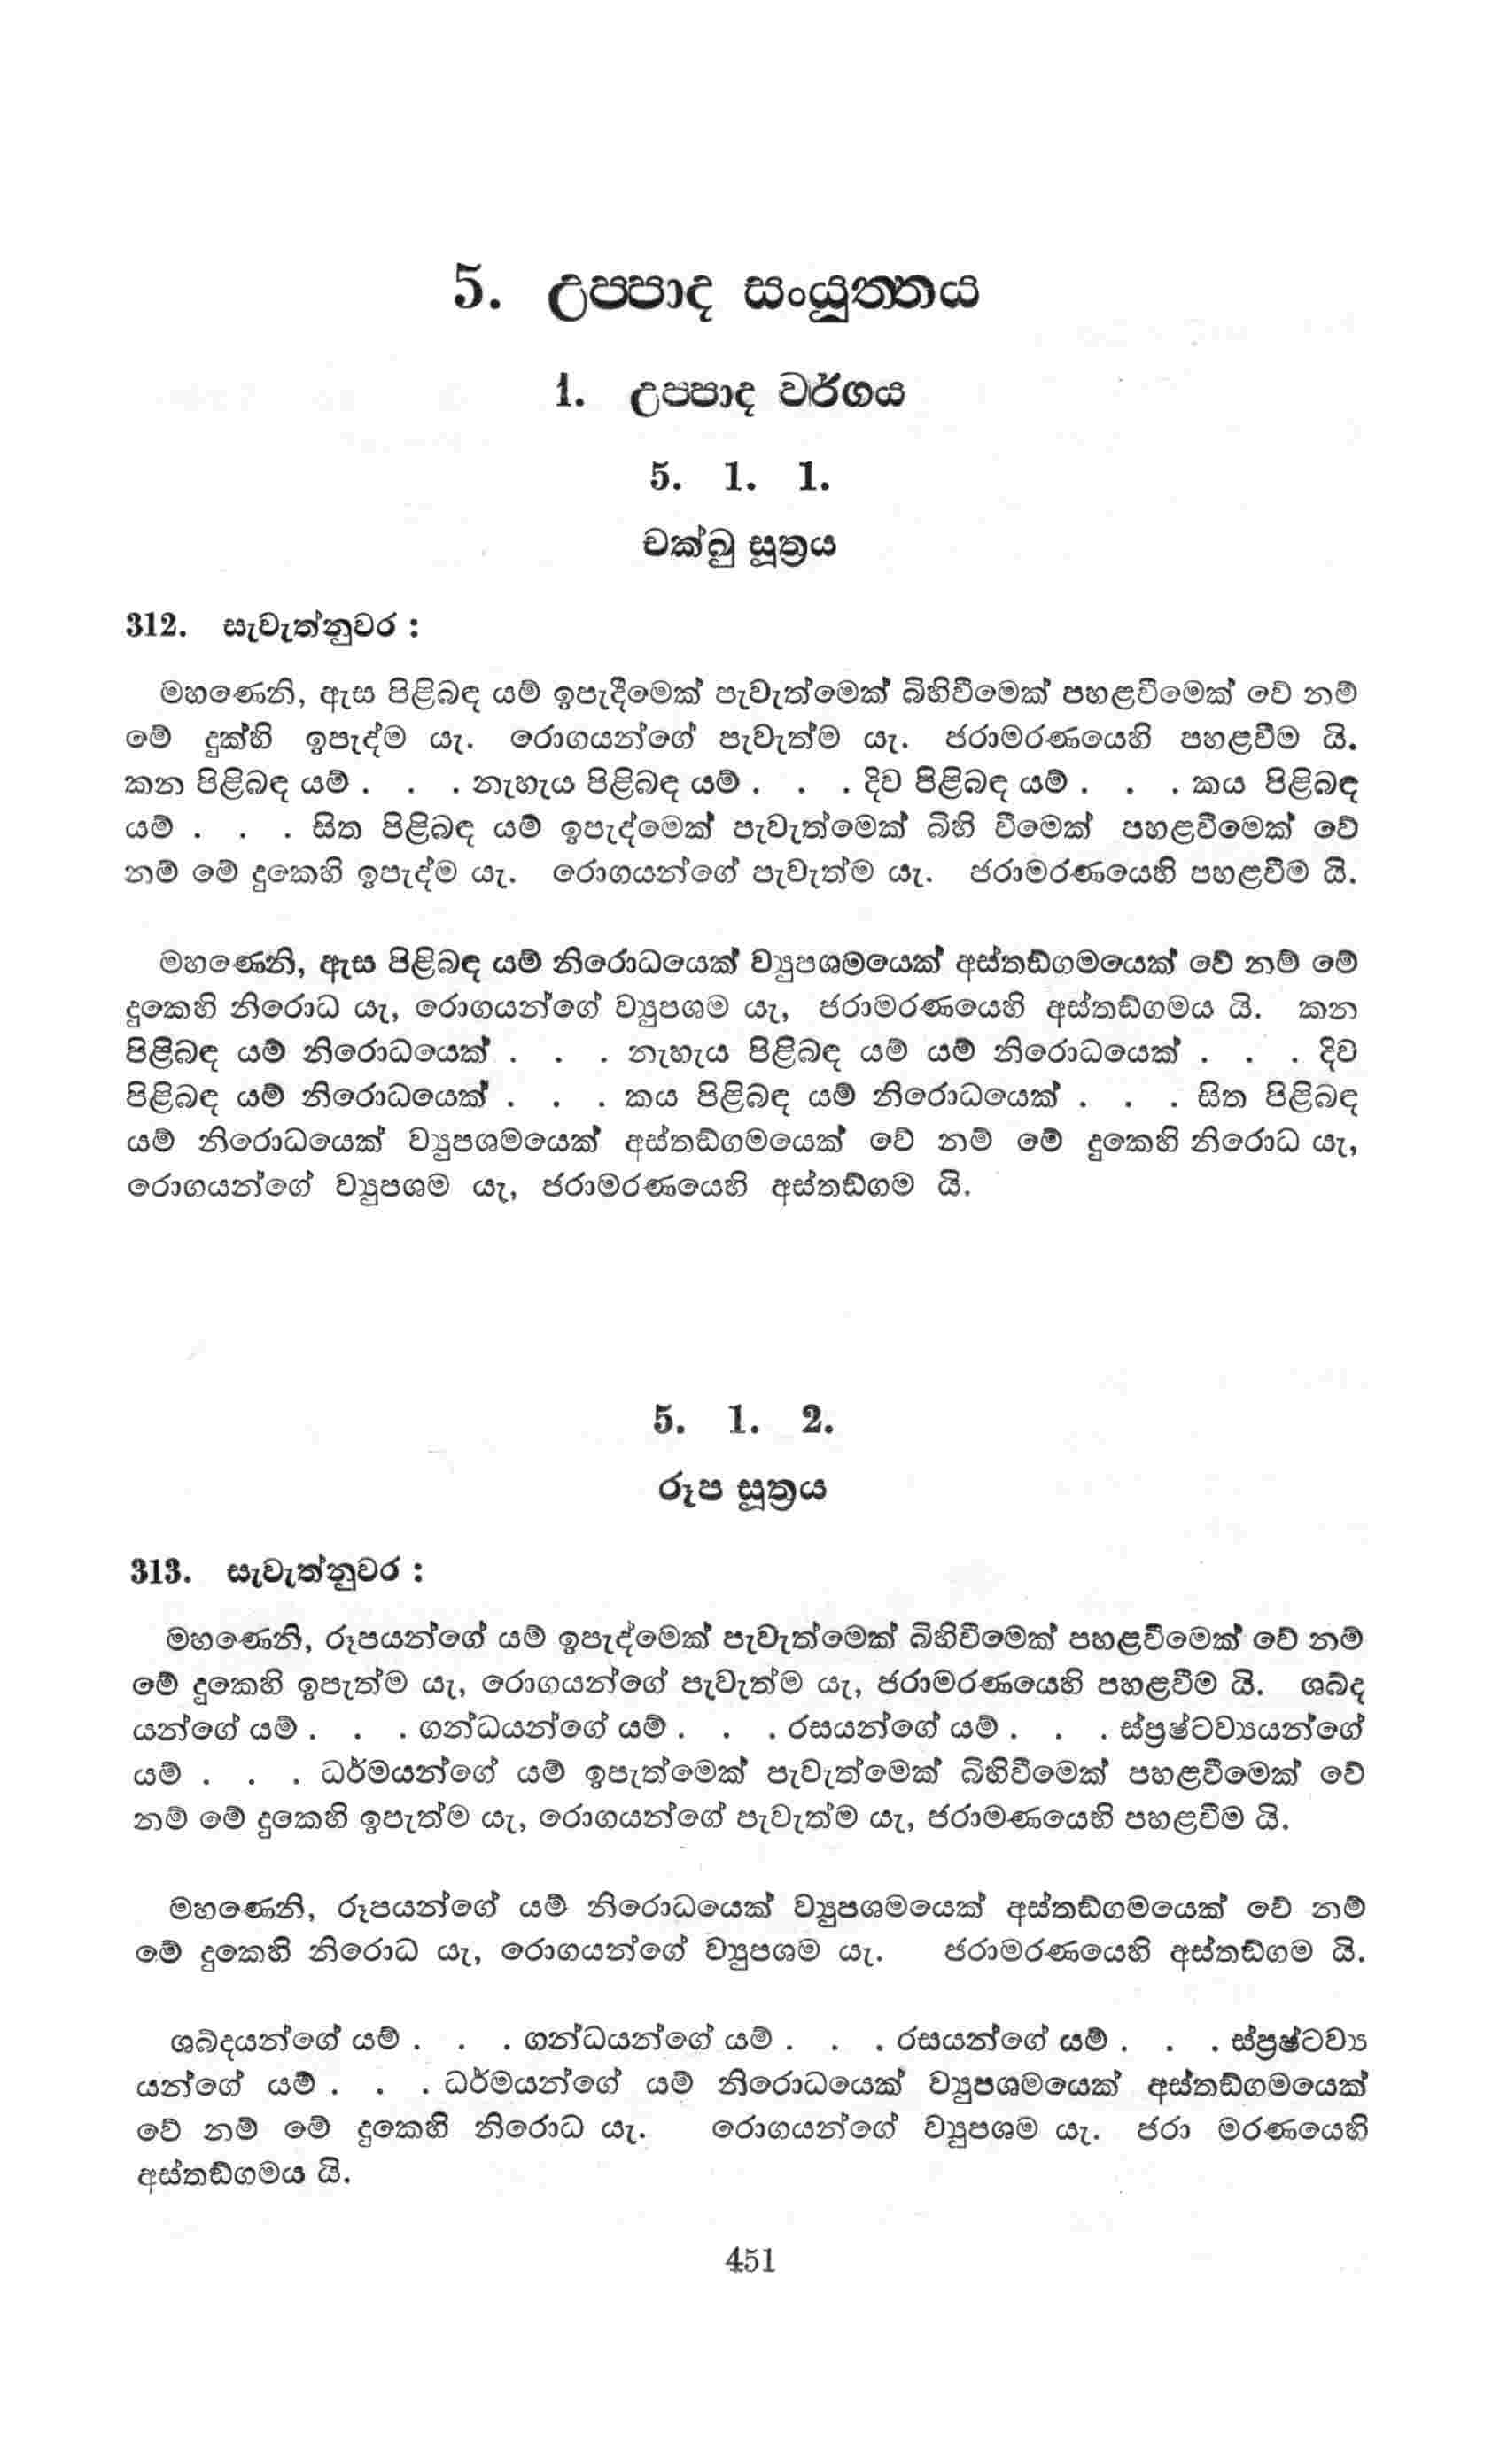 5. උප්පාද සංයුත්තය
1. උප්පාද වර්ගය
5. 1. 1.
චක්ඛු සූත්‍රය
312. සැවැත්නුවර :
මහණෙනි, ඇස පිළිබඳ යම් ඉපැදීමෙක් පැවැත්මෙක් බිහිවීමෙක් පහළවීමෙක් වේ නම්
මේ දුක්හි ඉපැද්ම යැ. රොගයන්ගේ පැවැත්ම යැ. ජරාමරණයෙහි පහළවීම යි.
කන පිළිබඳ යම් . . . නැහැය පිළිබඳ යම් . . . දිව පිළිබඳ යම් . . . කය පිළිබඳ
යම් . . . සිත පිළිබඳ යම් ඉපැද්මෙක් පැවැත්මෙක් බිහි වීමෙක් පහළවීමෙක් වේ
නම් මේ දුකෙහි ඉපැද්ම යැ. රොගයන්ගේ පැවැත්ම යැ. ජරාමරණයෙහි පහළවීම යි.
මහණෙනි, ඇස පිළිබඳ යම් නිරොධයෙක් ව්‍යුපශමයෙක් අස්තඞ්ගමයෙක් වේ නම් මේ
දුකෙහි නිරොධ යැ, රොගයන්ගේ ව්‍යුපශම යැ, ජරාමරණයෙහි අස්තඞ්ගමය යි. කන
පිළිබඳ යම් නිරොධයෙක් . . . නැහැය පිළිබඳ යම් යම් නිරොධයෙක් . . . දිව
පිළිබඳ යම් නිරොධයෙක් . . . කය පිළිබඳ යම් නිරොධයෙක් . . . සිත පිළිබඳ
යම් නිරොධයෙක් ව්‍යුපශමයෙක් අස්තඞ්ගමයෙක් වේ නම් මේ දුකෙහි නිරොධ යැ,
රොගයන්ගේ ව්‍යුපශම යැ, ජරාමරණයෙහි අස්තඞ්ගම යි.
5. 1. 2.
රූප සූත්‍රය
313. සැවැත්නුවර :
මහණෙනි, රූපයන්ගේ යම් ඉපැද්මෙක් පැවැත්මෙක් බිහිවීමෙක් පහළවීමෙක් වේ නම්
මේ දුකෙහි ඉපැත්ම යැ, රොගයන්ගේ පැවැත්ම යැ, ජරාමරණයෙහි පහළවීම යි. ශබ්ද
යන්ගේ යම් . . . ගන්ධයන්ගේ යම් . . . රසයන්ගේ යම් . . . ස්ප්‍රෂ්ටව්‍යයන්ගේ
යම් . . . ධර්මයන්ගේ යම් ඉපැත්මෙක් පැවැත්මෙක් බිහිවීමෙක් පහළවීමෙක් වේ
නම් මේ දුකෙහි ඉපැත්ම යැ, රොගයන්ගේ පැවැත්ම යැ, ජරාමණයෙහි පහළවීම යි.
මහණෙනි, රූපයන්ගේ යම් නිරොධයෙක් ව්‍යුපශමයෙක් අස්තඞ්ගමයෙක් වේ නම්
මේ දුකෙහි නිරොධ යැ, රොගයන්ගේ ව්‍යුපශම යැ. ජරාමරණයෙහි අස්තඞ්ගම යි.
ශබ්දයන්ගේ යම් . . . ගන්ධයන්ගේ යම් . . . රසයන්ගේ යම් . . . ස්ප්‍රෂ්ටව්‍ය
යන්ගේ යම් . . . ධර්මයන්ගේ යම් නිරොධයෙක් ව්‍යුපශමයෙක් අස්තඞ්ගමයෙක්
වේ නම් මේ දුකෙහි නිරොධ යැ. රොගයන්ගේ ව්‍යුපශම යැ. ජරා මරණයෙහි
අස්තඞ්ගමය යි.
451